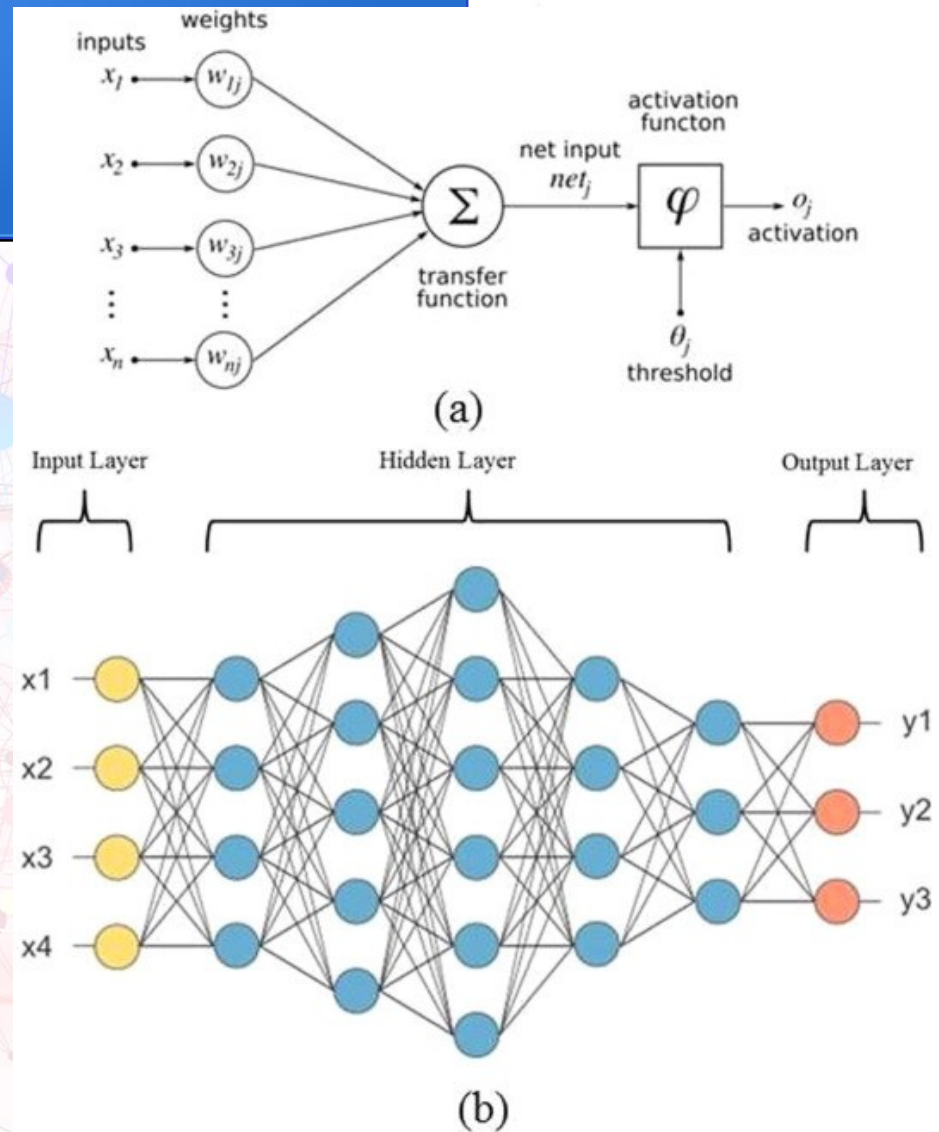 weights
inputs
x1
w1j
x2
w2j
x3
w3j
⋮
⋮
xn
wnj
Σ
transfer
function
net input
netj
activation
functon
φ
oj
activation
θj
threshold
(a)
Input Layer
Hidden Layer
Output Layer
x1
x2
x3
x4
y1
y2
y3
(b)